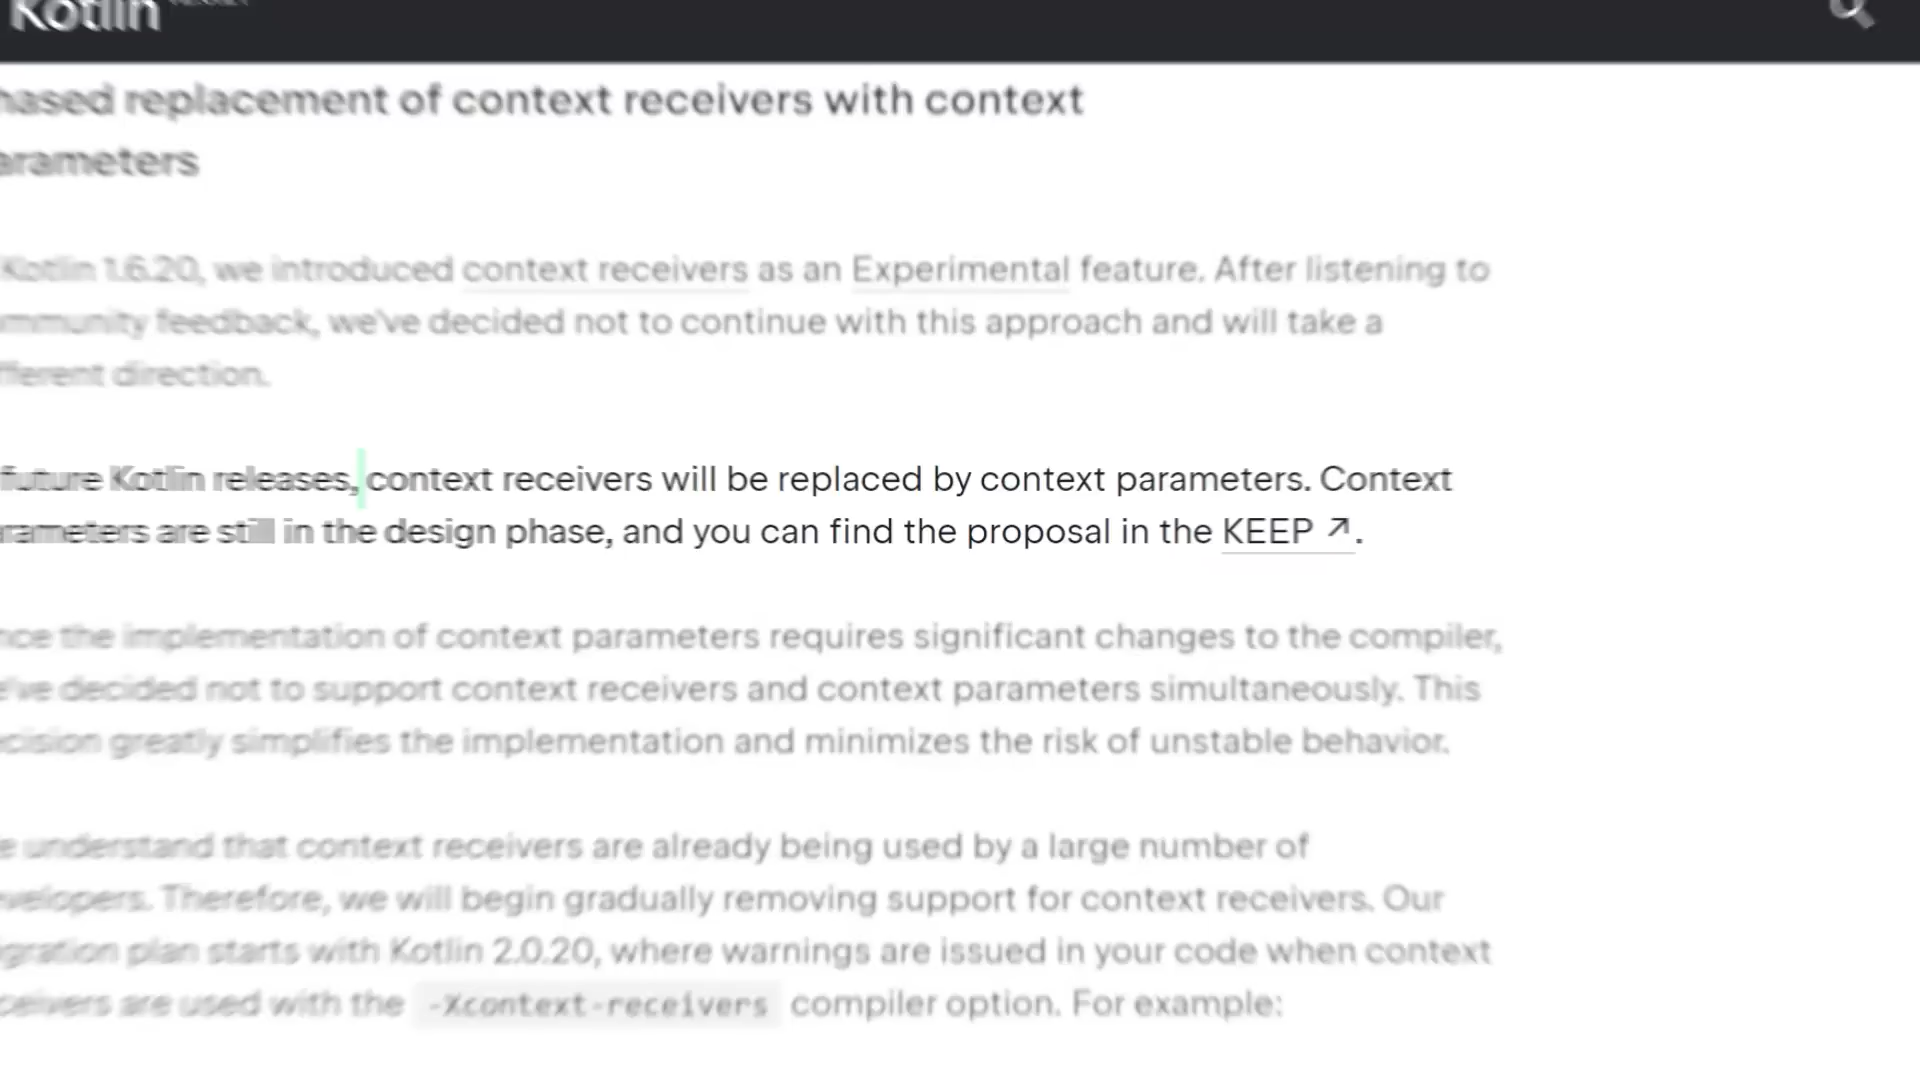 Kotlin
hased replacement of context receivers with context
arameters
Kotlin 1.6.20, we introduced context receivers as an Experimental feature. After listening to
mmunity feedback, we've decided not to continue with this approach and will take a
fferent direction.
future Kotlin releases, context receivers will be replaced by context parameters. Context
rameters are still in the design phase, and you can find the proposal in the KEEP ↗.
nce the implementation of context parameters requires significant changes to the compiler,
e've decided not to support context receivers and context parameters simultaneously. This
cision greatly simplifies the implementation and minimizes the risk of unstable behavior.
e understand that context receivers are already being used by a large number of
velopers. Therefore, we will begin gradually removing support for context receivers. Our
igration plan starts with Kotlin 2.0.20, where warnings are issued in your code when context
ceivers are used with the -Xcontext-receivers compiler option. For example: